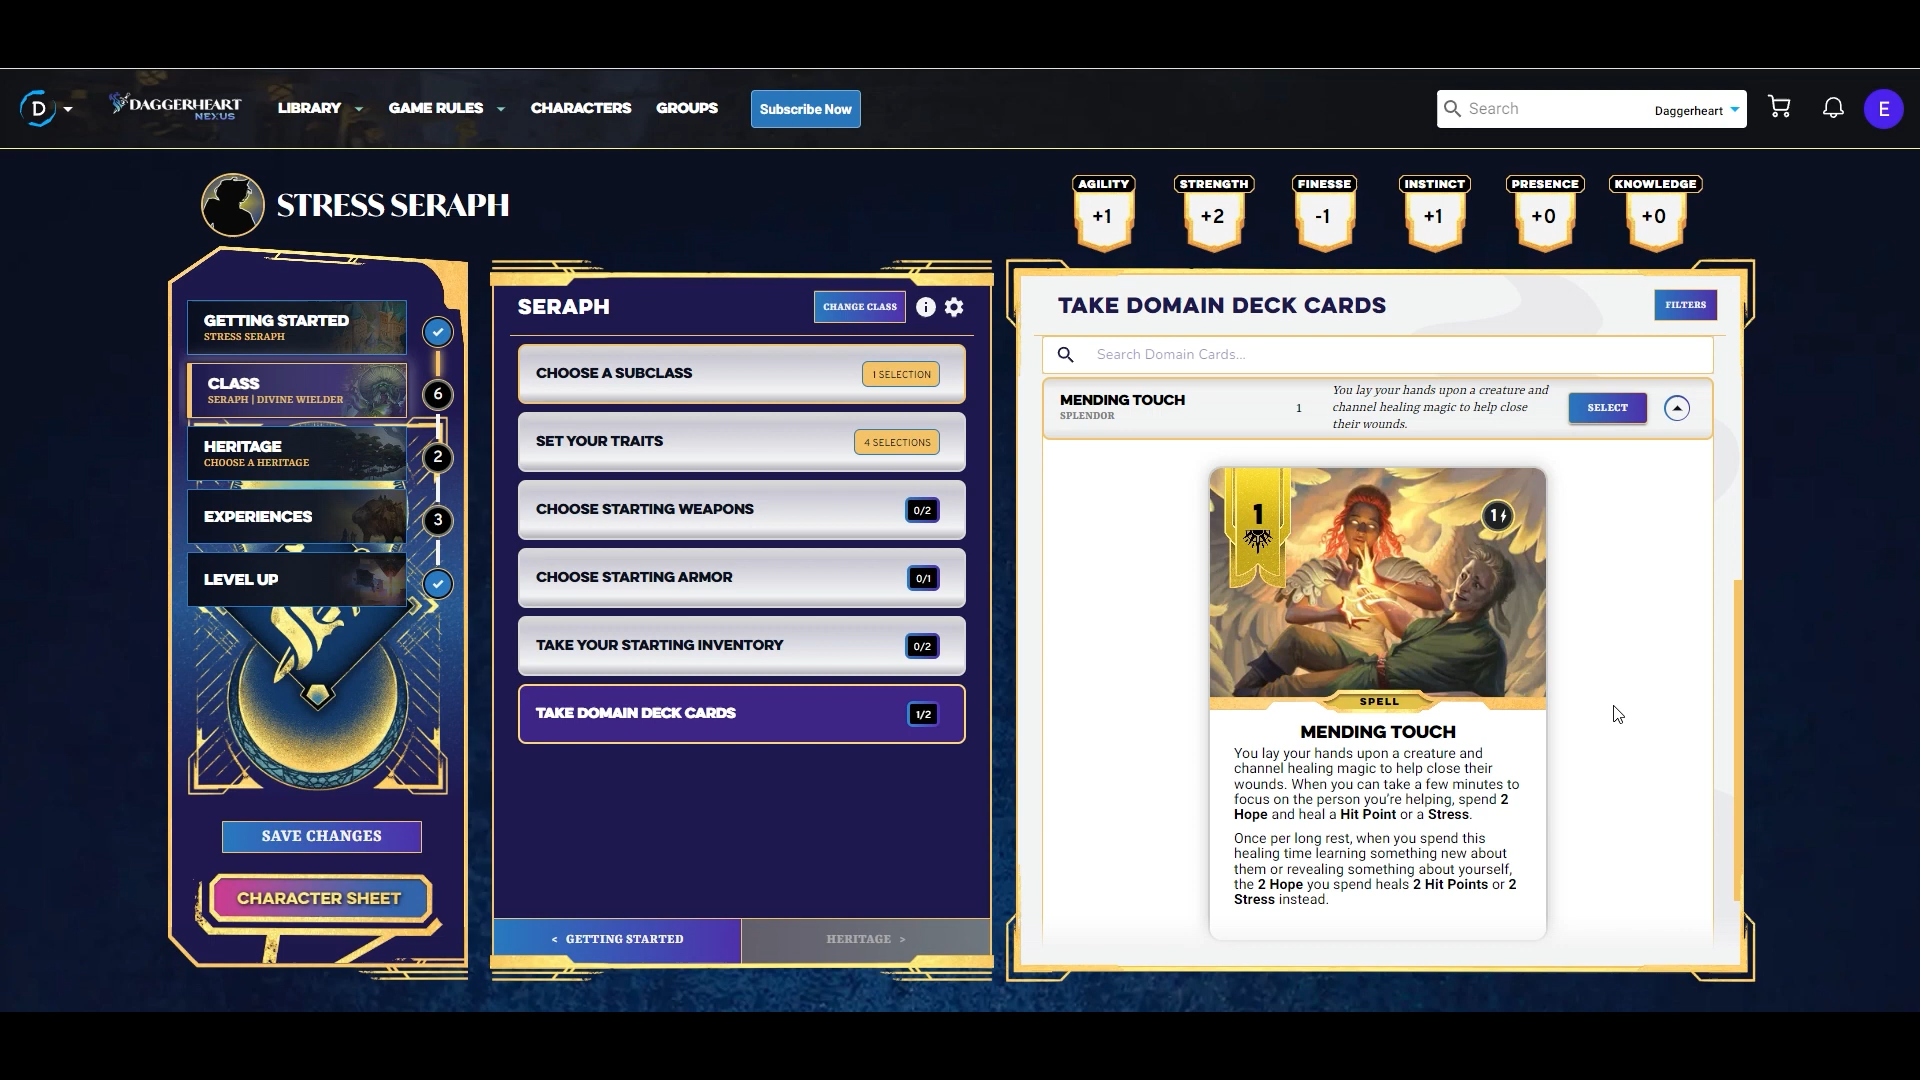 D
DAGGERHEART
NEXUS
LIBRARY
GAME RULES
CHARACTERS
GROUPS
Subscribe Now
Search
Daggerheart
E
STRESS SERAPH
AGILITY
+1
STRENGTH
+2
FINESSE
-1
INSTINCT
+1
PRESENCE
+0
KNOWLEDGE
+0
GETTING STARTED
STRESS SERAPH
CLASS
SERAPH | DIVINE WIELDER
6
HERITAGE
CHOOSE A HERITAGE
2
EXPERIENCES
3
LEVEL UP
SAVE CHANGES
CHARACTER SHEET
SERAPH
CHANGE CLASS
i
CHOOSE A SUBCLASS
1 SELECTION
SET YOUR TRAITS
4 SELECTIONS
CHOOSE STARTING WEAPONS
0/2
CHOOSE STARTING ARMOR
0/1
TAKE YOUR STARTING INVENTORY
0/2
TAKE DOMAIN DECK CARDS
1/2
< GETTING STARTED
HERITAGE >
TAKE DOMAIN DECK CARDS
FILTERS
Search Domain Cards...
MENDING TOUCH
SPLENDOR
1
You lay your hands upon a creature and
channel healing magic to help close
their wounds.
SELECT
1
1
SPELL
MENDING TOUCH
You lay your hands upon a creature and
channel healing magic to help close their
wounds. When you can take a few minutes to
focus on the person you're helping, spend 2
Hope and heal a Hit Point or a Stress.
Once per long rest, when you spend this
healing time learning something new about
them or revealing something about yourself,
the 2 Hope you spend heals 2 Hit Points or 2
Stress instead.